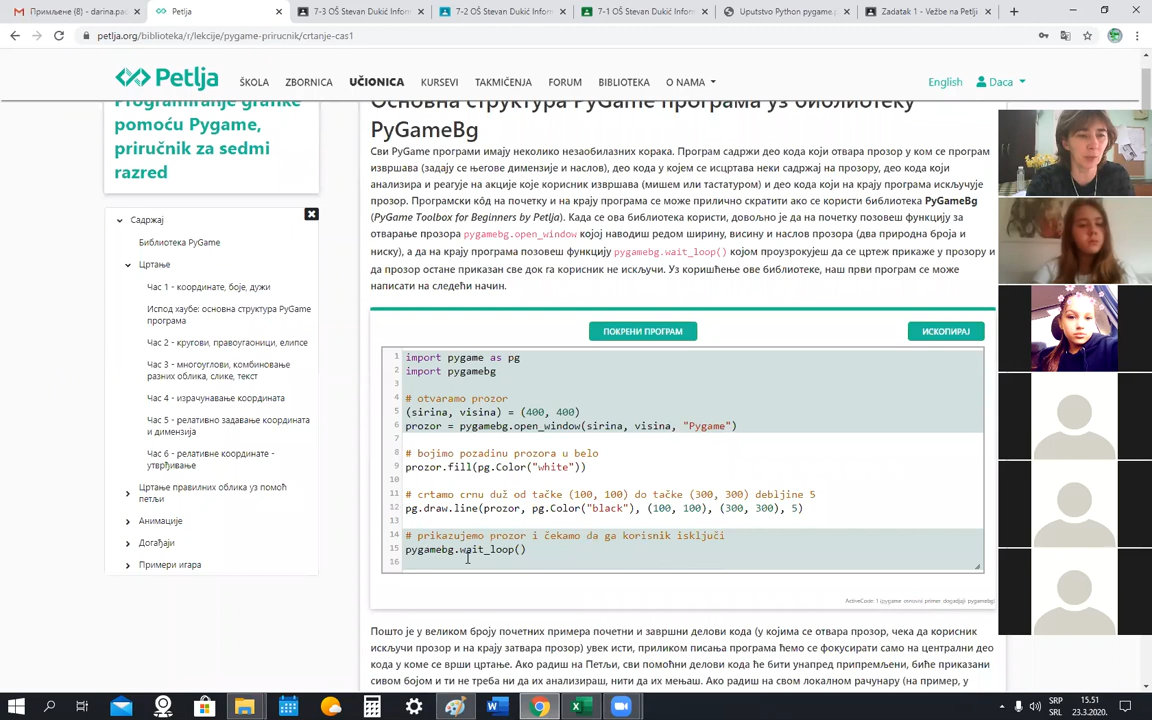 Примљене (8) - darina.pad
Petlja
7-3 OŠ Stevan Dukić Inform
7-2 OŠ Stevan Dukić Inform
7-1 OŠ Stevan Dukić Inform
Uputstvo Python pygame.p
Zadatak 1 - Vežbe na Petlji
petlja.org/biblioteka/r/lekcije/pygame-prirucnik/crtanje-cas1
Petlja
ŠKOLA
ZBORNICA
UČIONICA
KURSEVI
TAKMIČENJA
FORUM
BIBLIOTEKA
O NAMA
English
Daca
Programiranje grafike
pomoću Pygame,
priručnik za sedmi
razred
Садржај
Библиотека PyGame
Цртање
Час 1 - координате, боје, дужи
Испод хаубе: основна структура PyGame
програма
Час 2 - кругови, правоугаоници, елипсе
Час 3 - многоуглови, комбиновање
разних облика, слике, текст
Час 4 - израчунавање координата
Час 5 - релативно задавање координата
и димензија
Час 6 - релативне координате -
утврђивање
Цртање правилних облика уз помоћ
петљи
Анимације
Догађаји
Примери игара
Основна структура PyGame програма уз библиотеку
PyGameBg
Сви PyGame програми имају неколико незаобилазних корака. Програм садржи део кода који отвара прозор у ком се програм
извршава (задају се његове димензије и наслов), део кода у којем се исцртава неки садржај на прозору, део кода који
анализира и реагује на акције које корисник извршава (мишем или тастатуром) и део кода који на крају програма искључује
прозор. Програмски кôд на почетку и на крају програма се може прилично скратити ако се користи библиотека PyGameBg
(PyGame Toolbox for Beginners by Petlja). Када се ова библиотека користи, довољно је да на почетку позовеш функцију за
отварање прозора pygamebg.open_window којој наводиш редом ширину, висину и наслов прозора (два природна броја и
ниску), а да на крају програма позовеш функцију pygamebg.wait_loop() којом проузрокујеш да се цртеж прикаже у прозору и
да прозор остане приказан све док га корисник не искључи. Уз коришћење ове библиотеке, наш први програм се може
написати на следећи начин.
ПОКРЕНИ ПРОГРАМ
ИСКОПИРАЈ
1 import pygame as pg
2 import pygamebg
3
4 # otvaramo prozor
5 (sirina, visina) = (400, 400)
6 prozor = pygamebg.open_window(sirina, visina, "Pygame")
7
8 # bojimo pozadinu prozora u belo
9 prozor.fill(pg.Color("white"))
10
11 # crtamo crnu duž od tačke (100, 100) do tačke (300, 300) debljine 5
12 pg.draw.line(prozor, pg.Color("black"), (100, 100), (300, 300), 5)
13
14 # prikazujemo prozor i čekamo da ga korisnik isključi
15 pygamebg.wait_loop()
16
Пошто је у великом броју почетних примера почетни и завршни делови кода (у којима се отвара прозор, чека да корисник
искључи прозор и на крају затвара прозор) увек исти, приликом писања програма ћемо се фокусирати само на централни део
кода у коме се врши цртање. Ако радиш на Петљи, сви помоћни делови кода ће бити унапред припремљени, биће приказани
сивом бојом и ти не треба ни да их анализираш, нити да их мењаш. Ако радиш на свом локалном рачунару (на пример, у
SRP
SRL
15.51
23.3.2020.